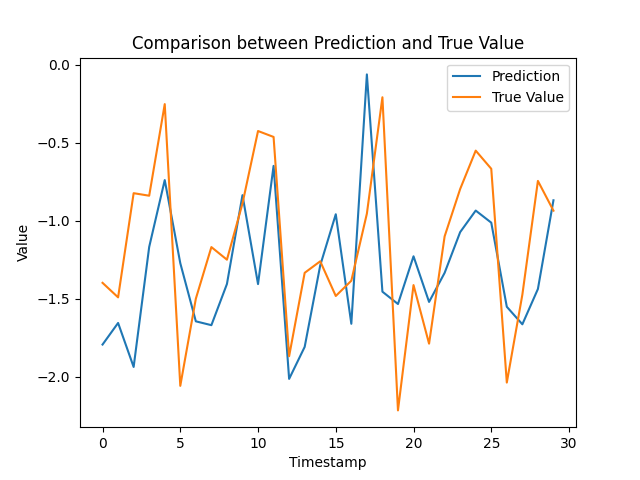 Comparison between Prediction and True Value
Prediction
True Value
0.0
−0.5
−1.0
−1.5
−2.0
Value
0 5 10 15 20 25 30
Timestamp